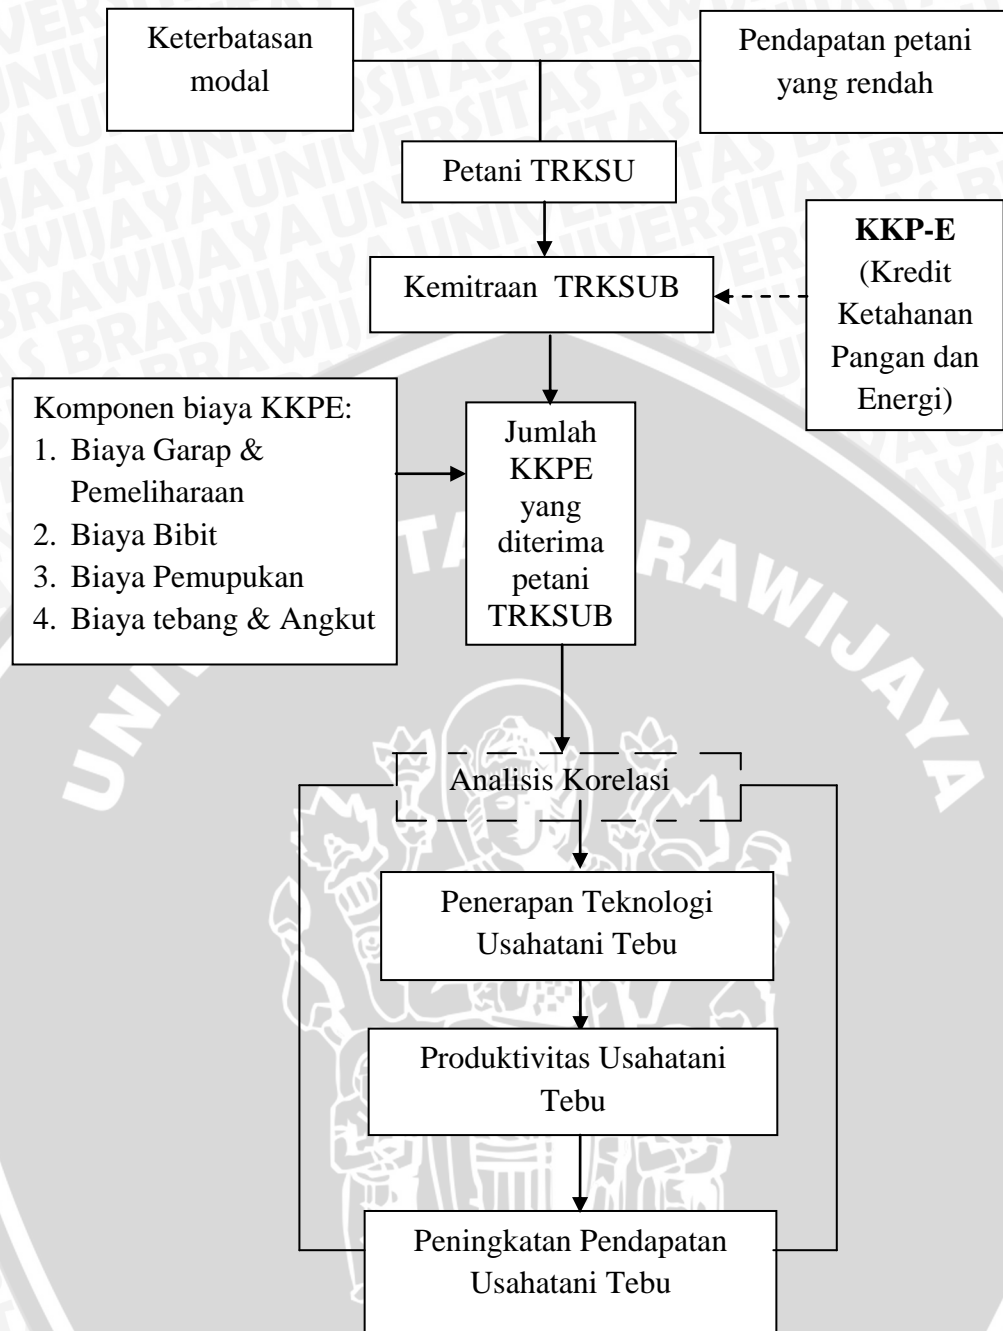 Keterbatasan
modal
Pendapatan petani
yang rendah
Petani TRKSU
KKP-E
(Kredit
Ketahanan
Pangan dan
Energi)
Kemitraan TRKSUB
Komponen biaya KKPE:
1. Biaya Garap &
Pemeliharaan
2. Biaya Bibit
3. Biaya Pemupukan
4. Biaya tebang & Angkut
Jumlah
KKPE
yang
diterima
petani
TRKSUB
Analisis Korelasi
Penerapan Teknologi
Usahatani Tebu
Produktivitas Usahatani
Tebu
Peningkatan Pendapatan
Usahatani Tebu